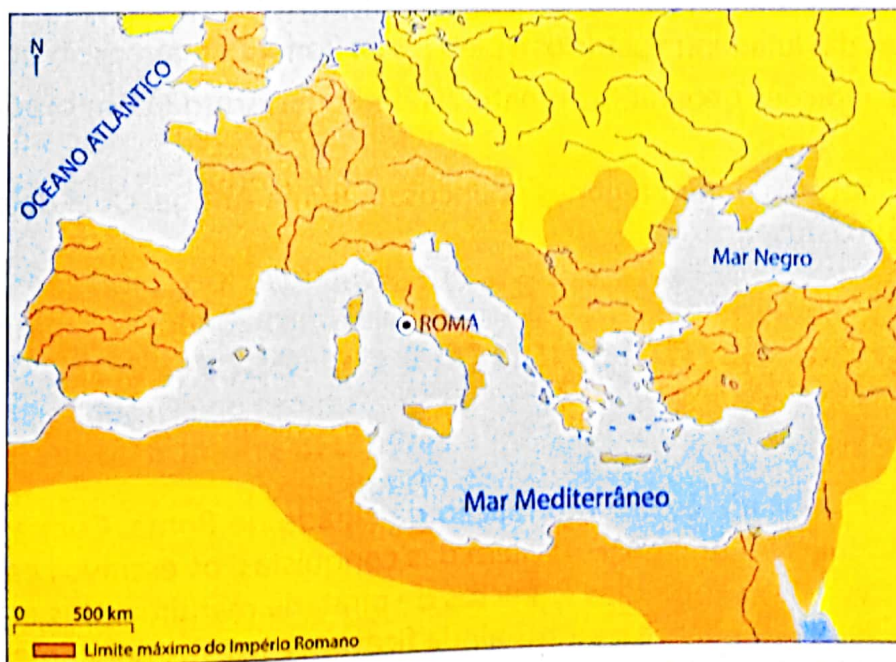 N
OCEANO ATLÂNTICO
Mar Negro
ROMA
Mar Mediterrâneo
0 500 km
Limite máximo do Império Romano